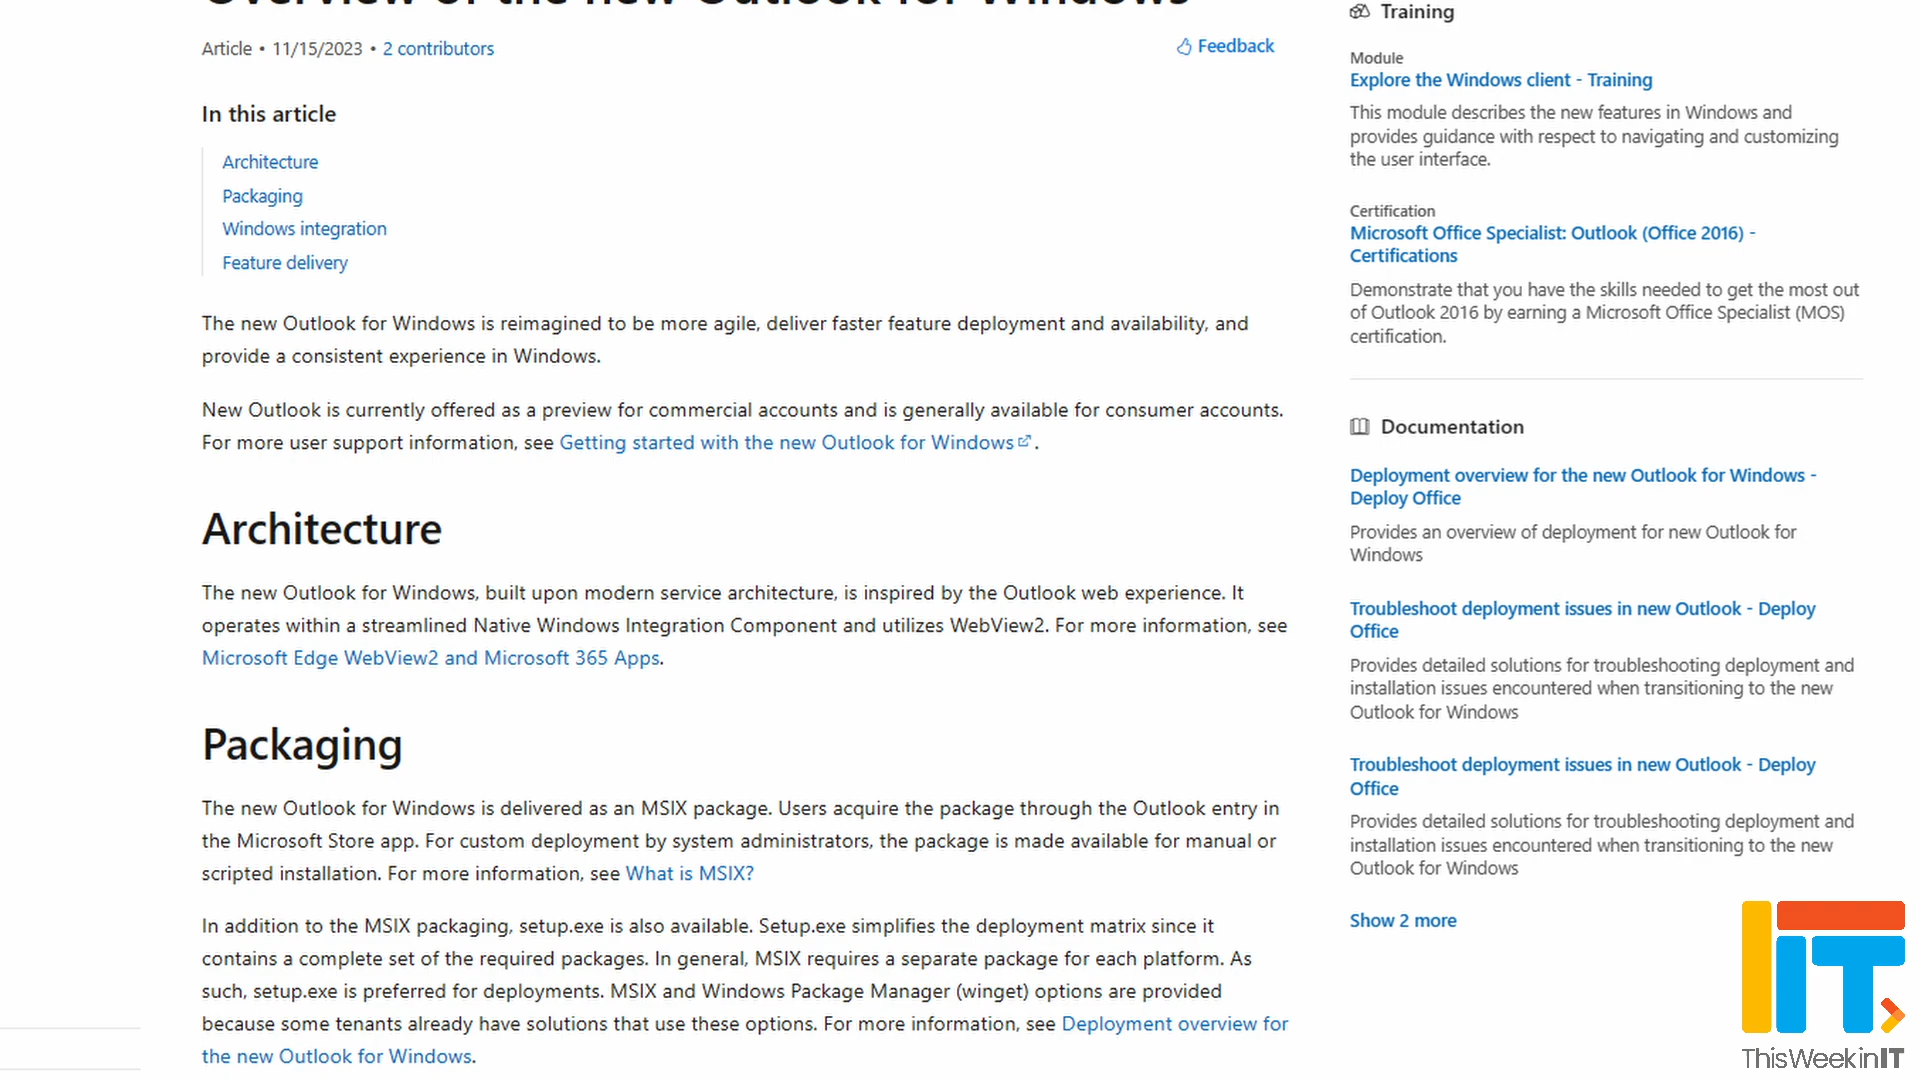 Overview of the new Outlook for Windows
Article • 11/15/2023 • 2 contributors
Feedback
In this article
Architecture
Packaging
Windows integration
Feature delivery
The new Outlook for Windows is reimagined to be more agile, deliver faster feature deployment and availability, and
provide a consistent experience in Windows.
New Outlook is currently offered as a preview for commercial accounts and is generally available for consumer accounts.
For more user support information, see Getting started with the new Outlook for Windows.
Architecture
The new Outlook for Windows, built upon modern service architecture, is inspired by the Outlook web experience. It
operates within a streamlined Native Windows Integration Component and utilizes WebView2. For more information, see
Microsoft Edge WebView2 and Microsoft 365 Apps.
Packaging
The new Outlook for Windows is delivered as an MSIX package. Users acquire the package through the Outlook entry in
the Microsoft Store app. For custom deployment by system administrators, the package is made available for manual or
scripted installation. For more information, see What is MSIX?
In addition to the MSIX packaging, setup.exe is also available. Setup.exe simplifies the deployment matrix since it
contains a complete set of the required packages. In general, MSIX requires a separate package for each platform. As
such, setup.exe is preferred for deployments. MSIX and Windows Package Manager (winget) options are provided
because some tenants already have solutions that use these options. For more information, see Deployment overview for
the new Outlook for Windows.
Training
Module
Explore the Windows client - Training
This module describes the new features in Windows and
provides guidance with respect to navigating and customizing
the user interface.
Certification
Microsoft Office Specialist: Outlook (Office 2016) -
Certifications
Demonstrate that you have the skills needed to get the most out
of Outlook 2016 by earning a Microsoft Office Specialist (MOS)
certification.
Documentation
Deployment overview for the new Outlook for Windows -
Deploy Office
Provides an overview of deployment for new Outlook for
Windows
Troubleshoot deployment issues in new Outlook - Deploy
Office
Provides detailed solutions for troubleshooting deployment and
installation issues encountered when transitioning to the new
Outlook for Windows
Troubleshoot deployment issues in new Outlook - Deploy
Office
Provides detailed solutions for troubleshooting deployment and
installation issues encountered when transitioning to the new
Outlook for Windows
Show 2 more
IT
ThisWeekinIT